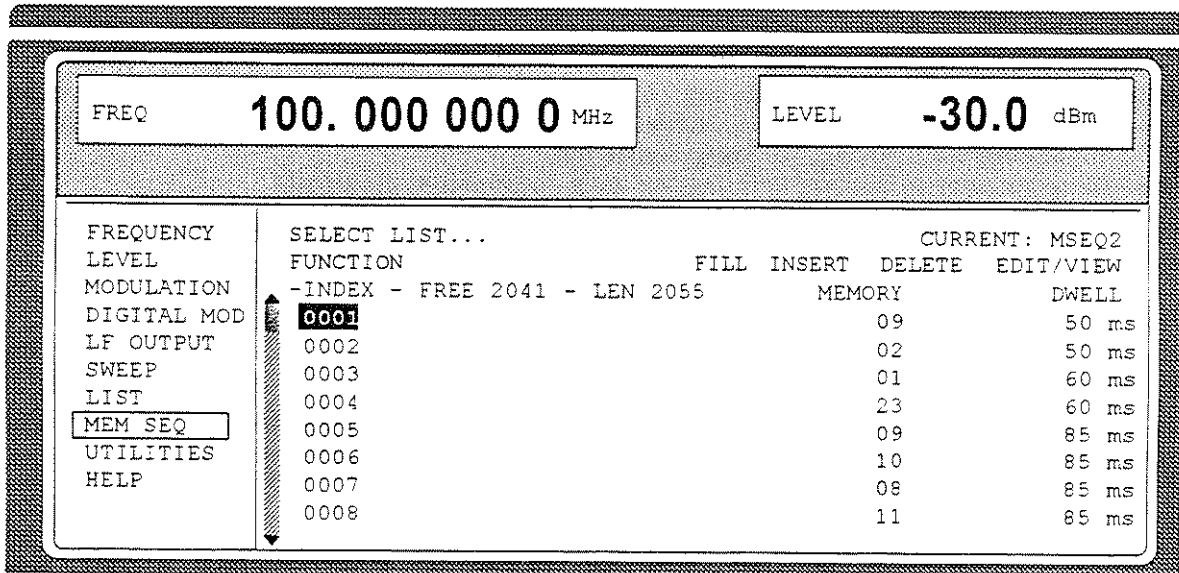 FREQ 100. 000 000 0 MHz LEVEL -30.0 dBm
FREQUENCY
LEVEL
MODULATION
DIGITAL MOD
LF OUTPUT
SWEEP
LIST
MEM SEQ
UTILITIES
HELP
SELECT LIST... CURRENT: MSEQ2
FUNCTION FILL INSERT DELETE EDIT/VIEW
-INDEX - FREE 2041 - LEN 2055 MEMORY DWELL
0001 09 50 ms
0002 02 50 ms
0003 01 60 ms
0004 23 60 ms
0005 09 85 ms
0006 10 85 ms
0007 08 85 ms
0008 11 85 ms